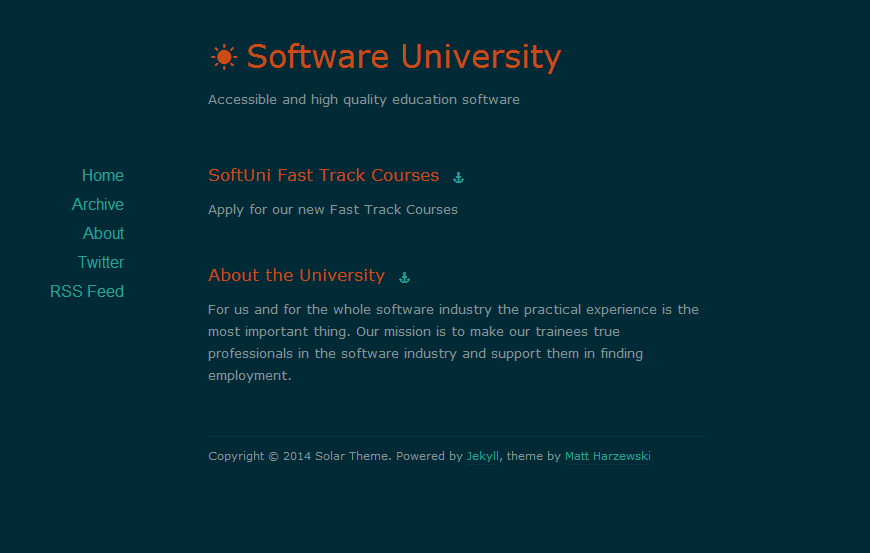 Software University
Accessible and high quality education software
Home
Archive
About
Twitter
RSS Feed
SoftUni Fast Track Courses
Apply for our new Fast Track Courses
About the University
For us and for the whole software industry the practical experience is the
most important thing. Our mission is to make our trainees true
professionals in the software industry and support them in finding
employment.
Copyright © 2014 Solar Theme. Powered by Jekyll, theme by Matt Harzewski